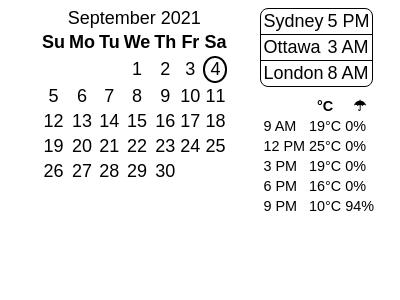 September 2021
Su Mo Tu We Th Fr Sa
1 2 3 4
5 6 7 8 9 10 11
12 13 14 15 16 17 18
19 20 21 22 23 24 25
26 27 28 29 30
Sydney 5 PM
Ottawa 3 AM
London 8 AM
°C ☂
9 AM 19°C 0%
12 PM 25°C 0%
3 PM 19°C 0%
6 PM 16°C 0%
9 PM 10°C 94%